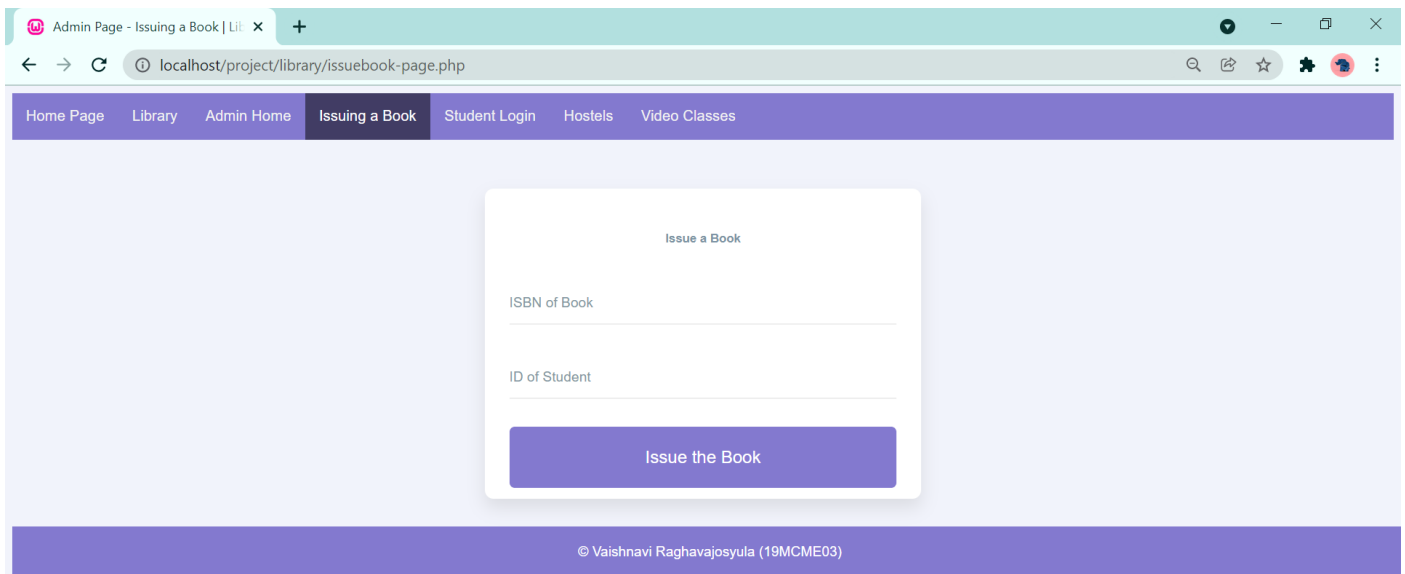 Admin Page - Issuing a Book | Lib
localhost/project/library/issuebook-page.php
Home Page Library Admin Home Issuing a Book Student Login Hostels Video Classes
Issue a Book
ISBN of Book
ID of Student
Issue the Book
© Vaishnavi Raghavajosyula (19MCME03)